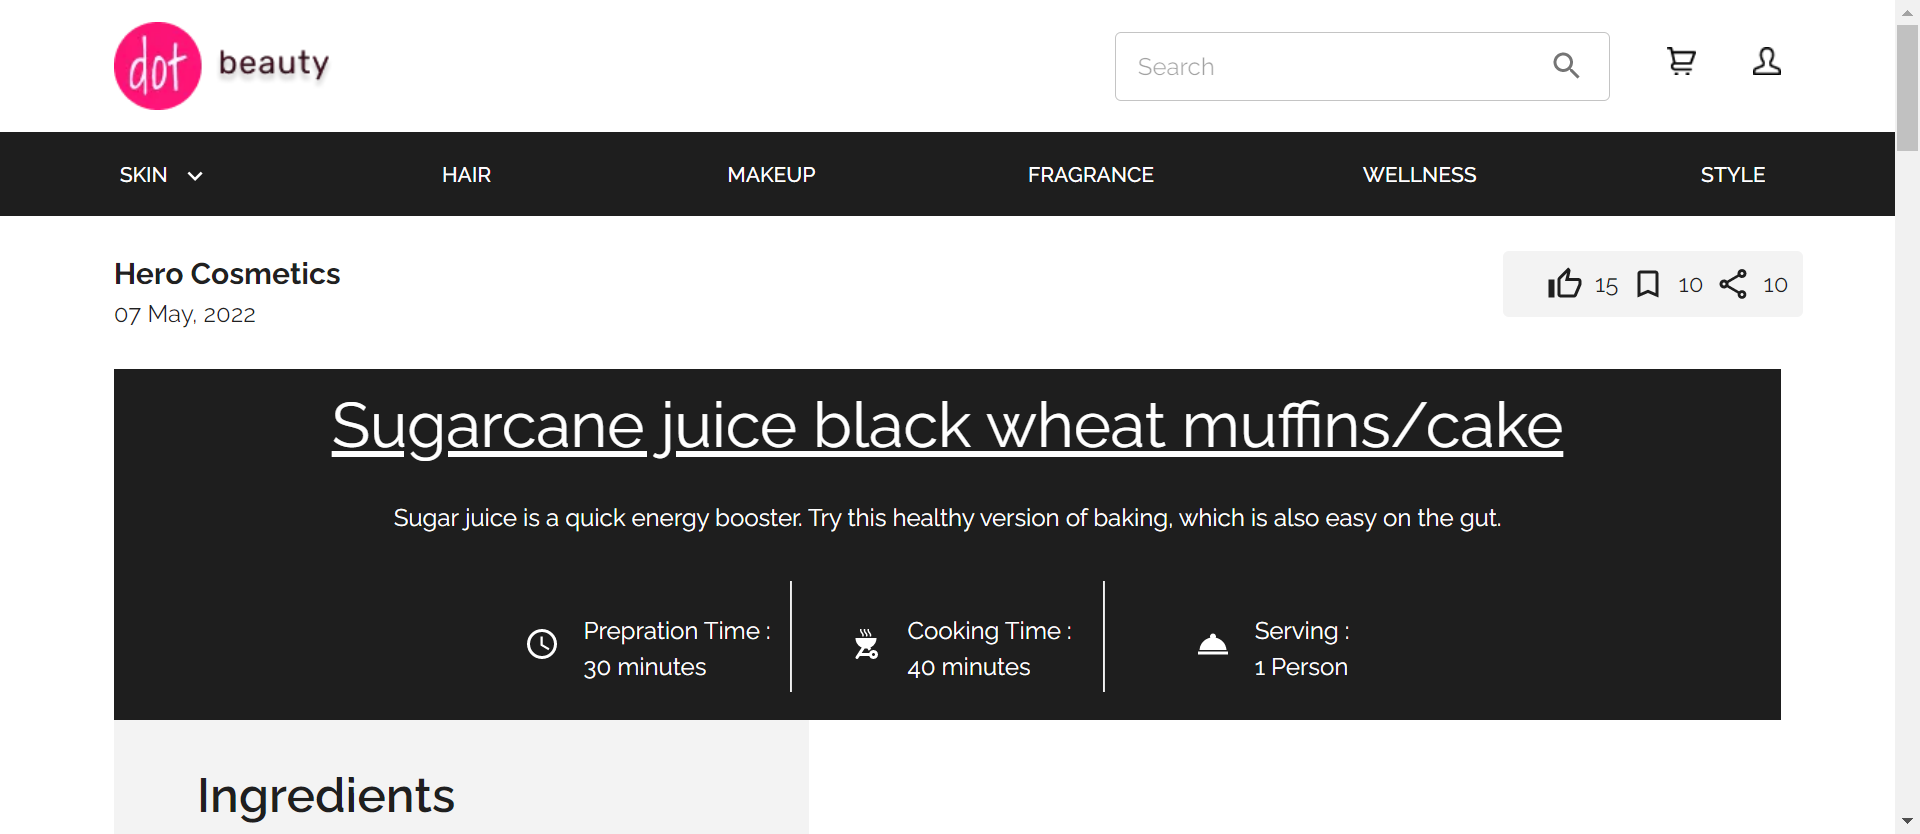 dot beauty
Search
SKIN
HAIR
MAKEUP
FRAGRANCE
WELLNESS
STYLE
Hero Cosmetics
07 May, 2022
15
10
10
Sugarcane juice black wheat muffins/cake
Sugar juice is a quick energy booster. Try this healthy version of baking, which is also easy on the gut.
Prepration Time :
30 minutes
Cooking Time :
40 minutes
Serving :
1 Person
Ingredients